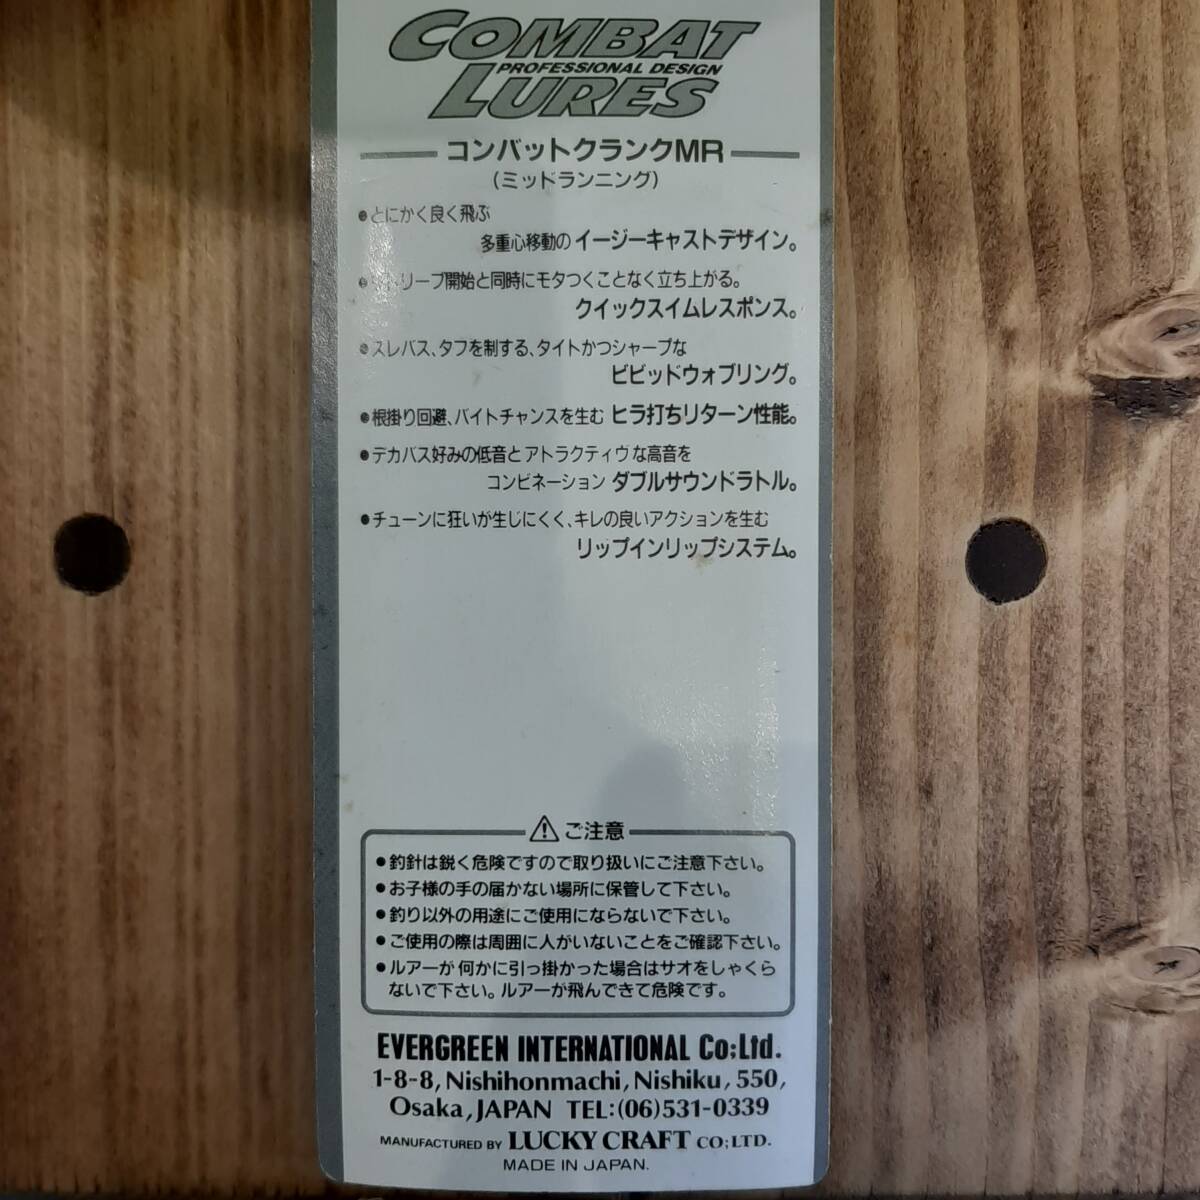 COMBAT
PROFESSIONAL DESIGN
LURES
コンバットクランクMR
(ミッドランニング)
●とにかく良く飛ぶ
多重心移動のイージーキャストデザイン。
●トリーブ開始と同時にモタつくことなく立ち上がる。
クイックスイムレスポンス。
●スレバス、タフを制する、タイトかつシャープな
ビビッドウォブリング。
●根掛り回避、バイトチャンスを生む ヒラ打ちリターン性能。
●デカバス好みの低音とアトラクティヴな高音を
コンビネーション ダブルサウンドラトル。
●チューンに狂いが生じにくく、キレの良いアクションを生む
リップインリップシステム。
⚠ ご注意
●釣針は鋭く危険ですので取り扱いにご注意下さい。
●お子様の手の届かない場所に保管して下さい。
●釣り以外の用途にご使用にならないで下さい。
●ご使用の際は周囲に人がいないことをご確認下さい。
●ルアーが何かに引っ掛かった場合はサオをしゃくら
ないで下さい。ルアーが飛んできて危険です。
EVERGREEN INTERNATIONAL Co;Ltd.
1-8-8, Nishihonmachi, Nishiku, 550,
Osaka, JAPAN TEL:(06)531-0339
MANUFACTURED BY LUCKY CRAFT CO;LTD.
MADE IN JAPAN.